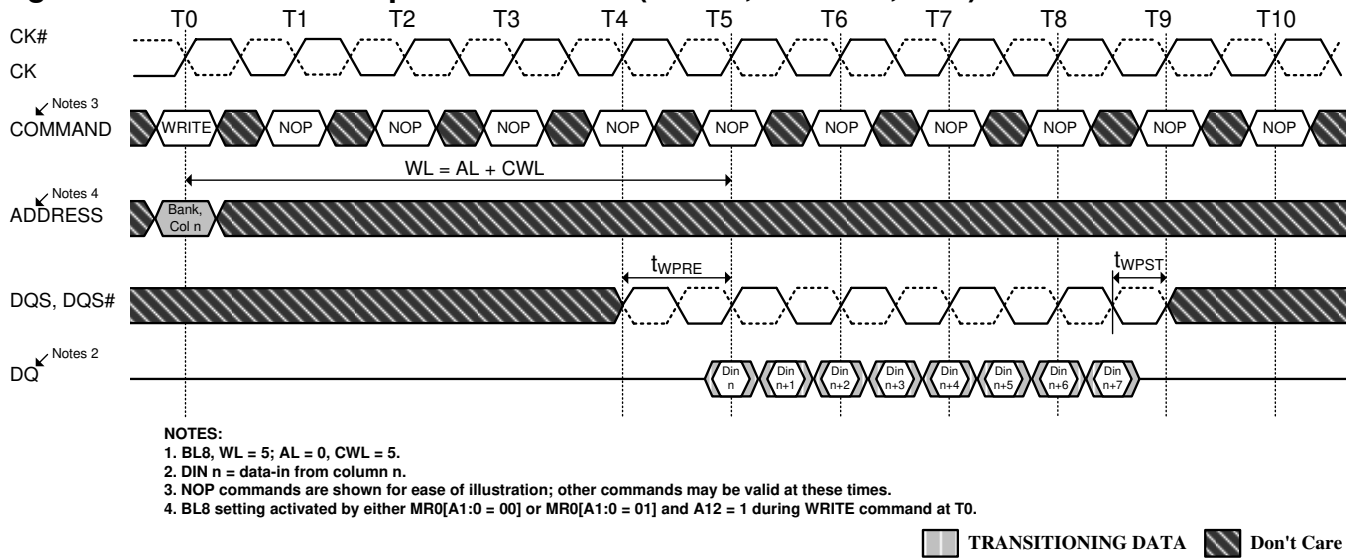 T0 T1 T2 T3 T4 T5 T6 T7 T8 T9 T10
CK#
CK
Notes 3
COMMAND
WRITE NOP NOP NOP NOP NOP NOP NOP NOP NOP NOP
WL = AL + CWL
Notes 4
ADDRESS
Bank,
Col n
tWPRE
tWPST
DQS, DQS#
Notes 2
DQ
Din Din Din Din Din Din Din Din
n n+1 n+2 n+3 n+4 n+5 n+6 n+7
NOTES:
1. BL8, WL = 5; AL = 0, CWL = 5.
2. DIN n = data-in from column n.
3. NOP commands are shown for ease of illustration; other commands may be valid at these times.
4. BL8 setting activated by either MR0[A1:0 = 00] or MR0[A1:0 = 01] and A12 = 1 during WRITE command at T0.
TRANSITIONING DATA Don't Care